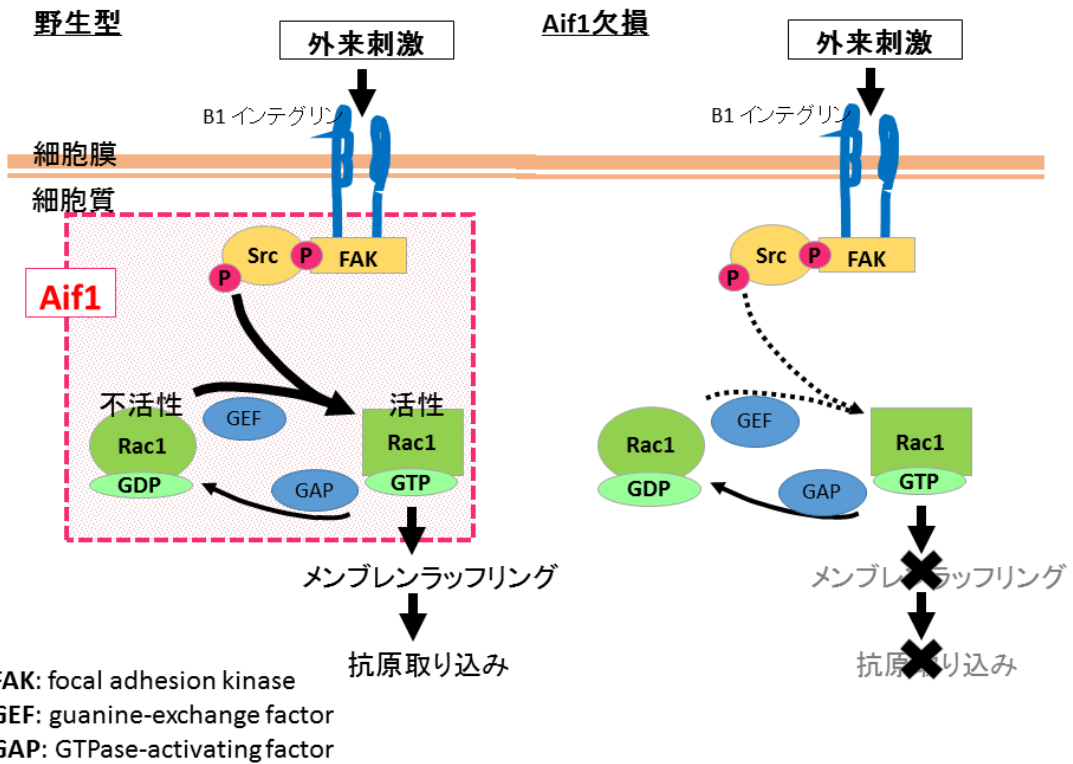 野生型
外来刺激
B1 インテグリン
細胞膜
細胞質
Src
P
FAK
P
Aif1
不活性
活性
GEF
Rac1
Rac1
GDP
GAP
GTP
メンブレンラッフリング
抗原取り込み
Aif1欠損
外来刺激
B1 インテグリン
Src
P
FAK
P
GEF
Rac1
Rac1
GDP
GAP
GTP
メンブレンラッフリング
抗原取り込み
FAK: focal adhesion kinase
GEF: guanine-exchange factor
GAP: GTPase-activating factor